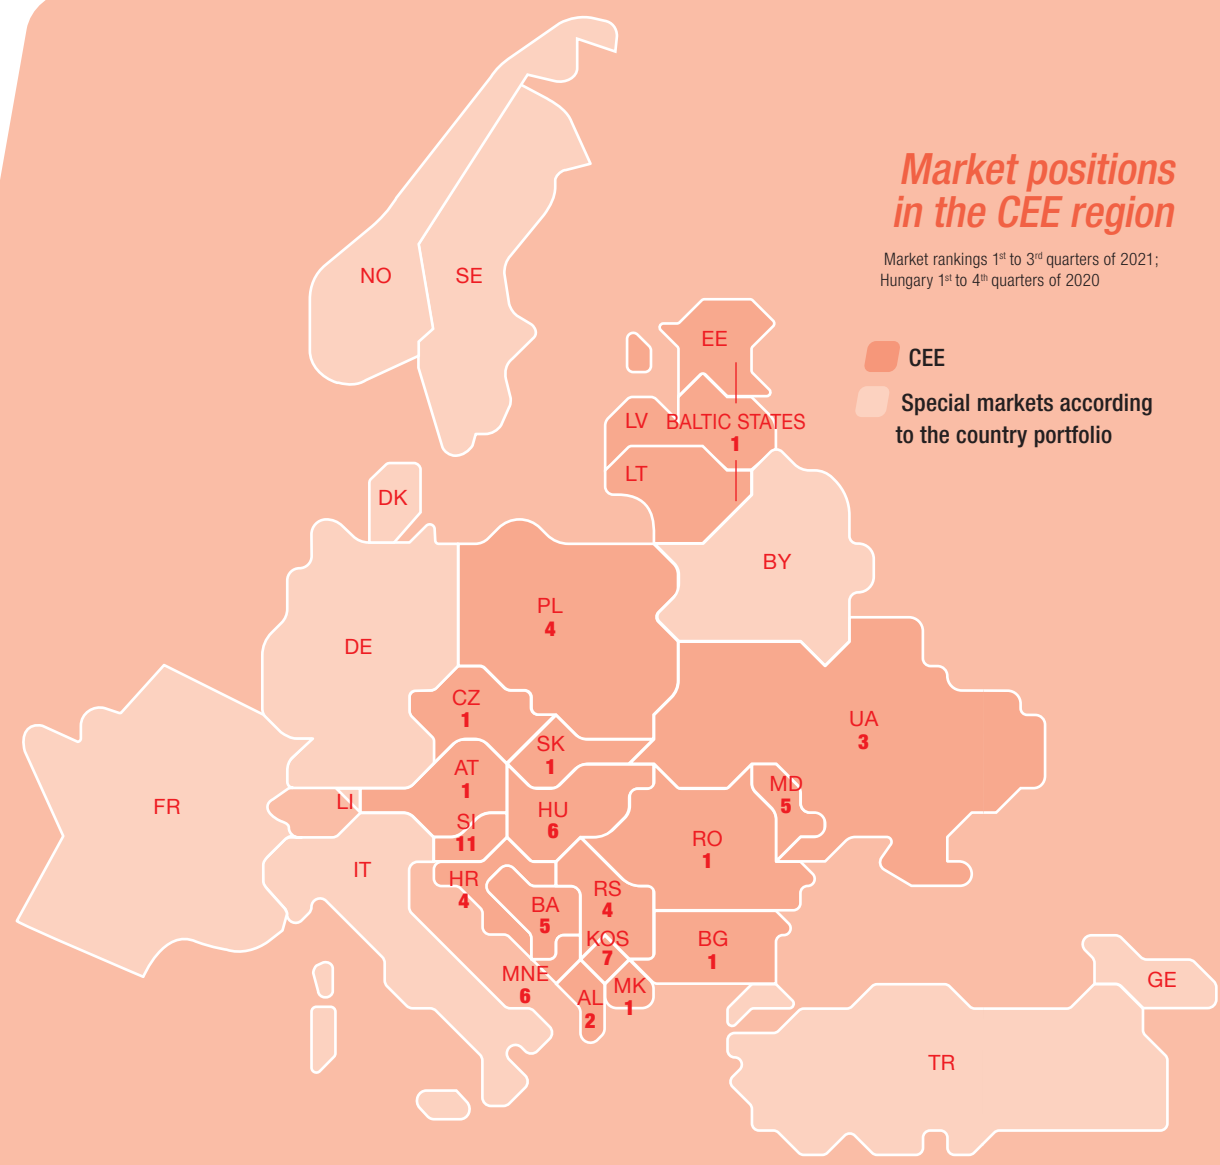 Market positions
in the CEE region
Market rankings 1st to 3rd quarters of 2021;
Hungary 1st to 4th quarters of 2020
CEE
Special markets according
to the country portfolio
NO
SE
EE
LV
BALTIC STATES
1
LT
DK
BY
PL
4
DE
CZ
1
UA
3
SK
1
AT
1
MD
5
LI
FR
HU
6
SI
11
RO
1
IT
HR
4
RS
4
BA
5
KOS
7
BG
1
MNE
6
MK
1
AL
2
GE
TR